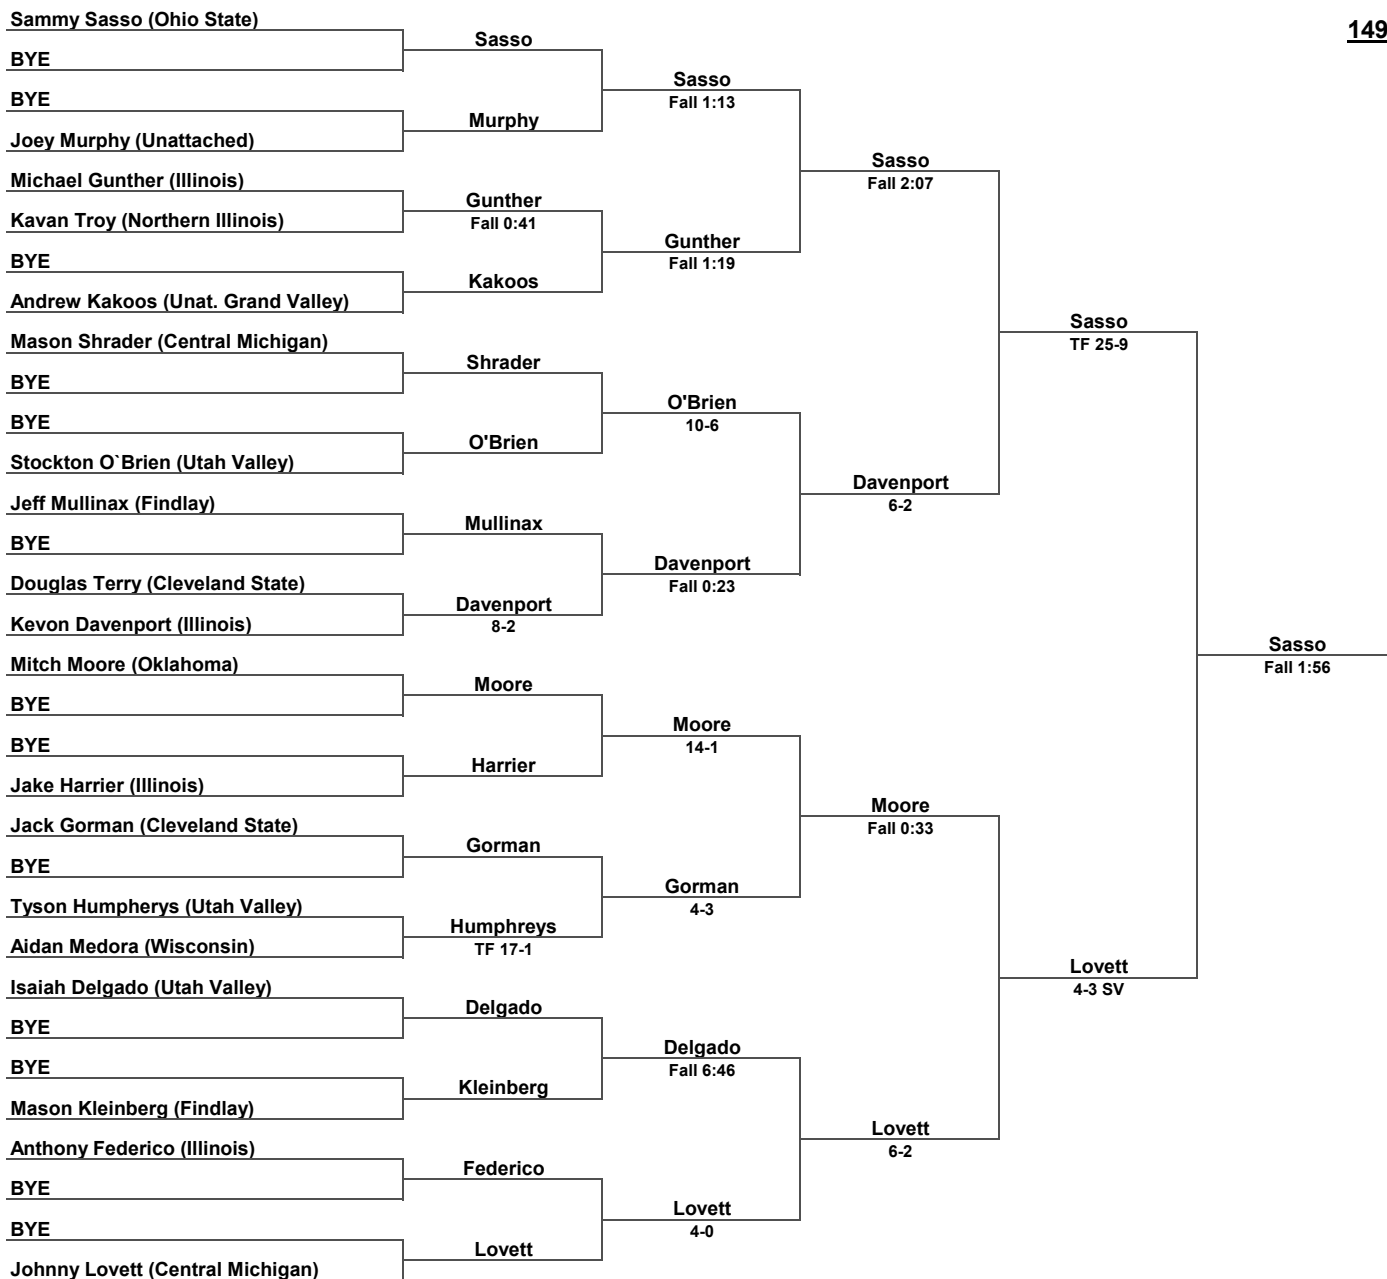 Sammy Sasso (Ohio State)
BYE
BYE
Joey Murphy (Unattached)
Michael Gunther (Illinois)
Kavan Troy (Northern Illinois)
BYE
Andrew Kakoos (Unat. Grand Valley)
Mason Shrader (Central Michigan)
BYE
BYE
Stockton O`Brien (Utah Valley)
Jeff Mullinax (Findlay)
BYE
Douglas Terry (Cleveland State)
Kevon Davenport (Illinois)
Mitch Moore (Oklahoma)
BYE
BYE
Jake Harrier (Illinois)
Jack Gorman (Cleveland State)
BYE
Tyson Humpherys (Utah Valley)
Aidan Medora (Wisconsin)
Isaiah Delgado (Utah Valley)
BYE
BYE
Mason Kleinberg (Findlay)
Anthony Federico (Illinois)
BYE
BYE
Johnny Lovett (Central Michigan)
Sasso
Murphy
Gunther
Fall 0:41
Kakoos
Shrader
O'Brien
Mullinax
Davenport
8-2
Moore
Harrier
Gorman
Humphreys
TF 17-1
Delgado
Kleinberg
Federico
Lovett
Sasso
Fall 1:13
Gunther
Fall 1:19
O'Brien
10-6
Davenport
Fall 0:23
Moore
14-1
Gorman
4-3
Delgado
Fall 6:46
Lovett
4-0
Sasso
Fall 2:07
Davenport
6-2
Moore
Fall 0:33
Lovett
6-2
Sasso
TF 25-9
Lovett
4-3 SV
149
Sasso
Fall 1:56